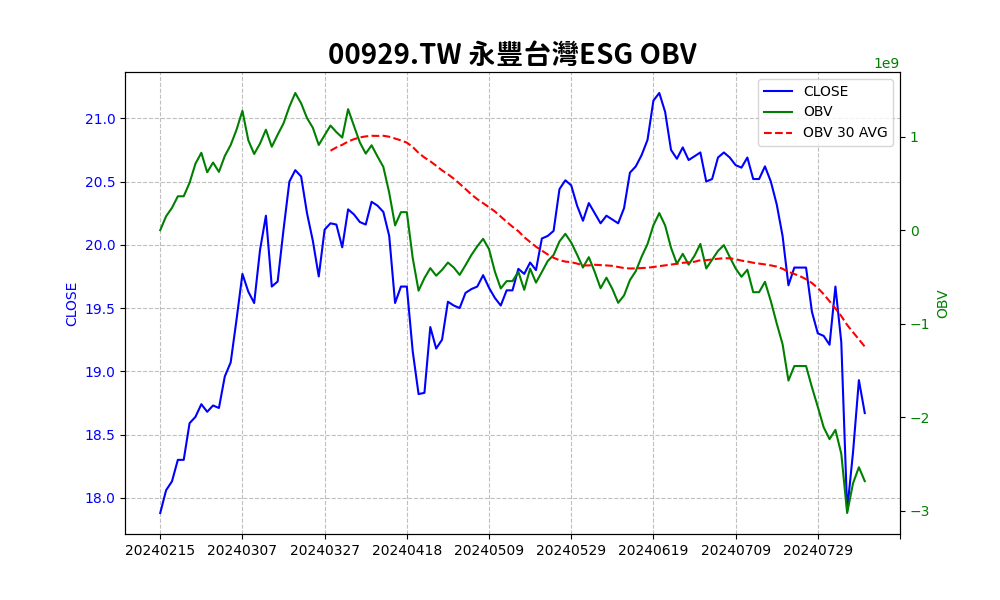 00929.TW 永豐台灣ESG OBV
1e9
CLOSE
OBV
OBV 30 AVG
21.0
20.5
20.0
19.5
19.0
18.5
18.0
CLOSE
1
0
−1
−2
−3
OBV
20240215 20240307 20240327 20240418 20240509 20240529 20240619 20240709 20240729